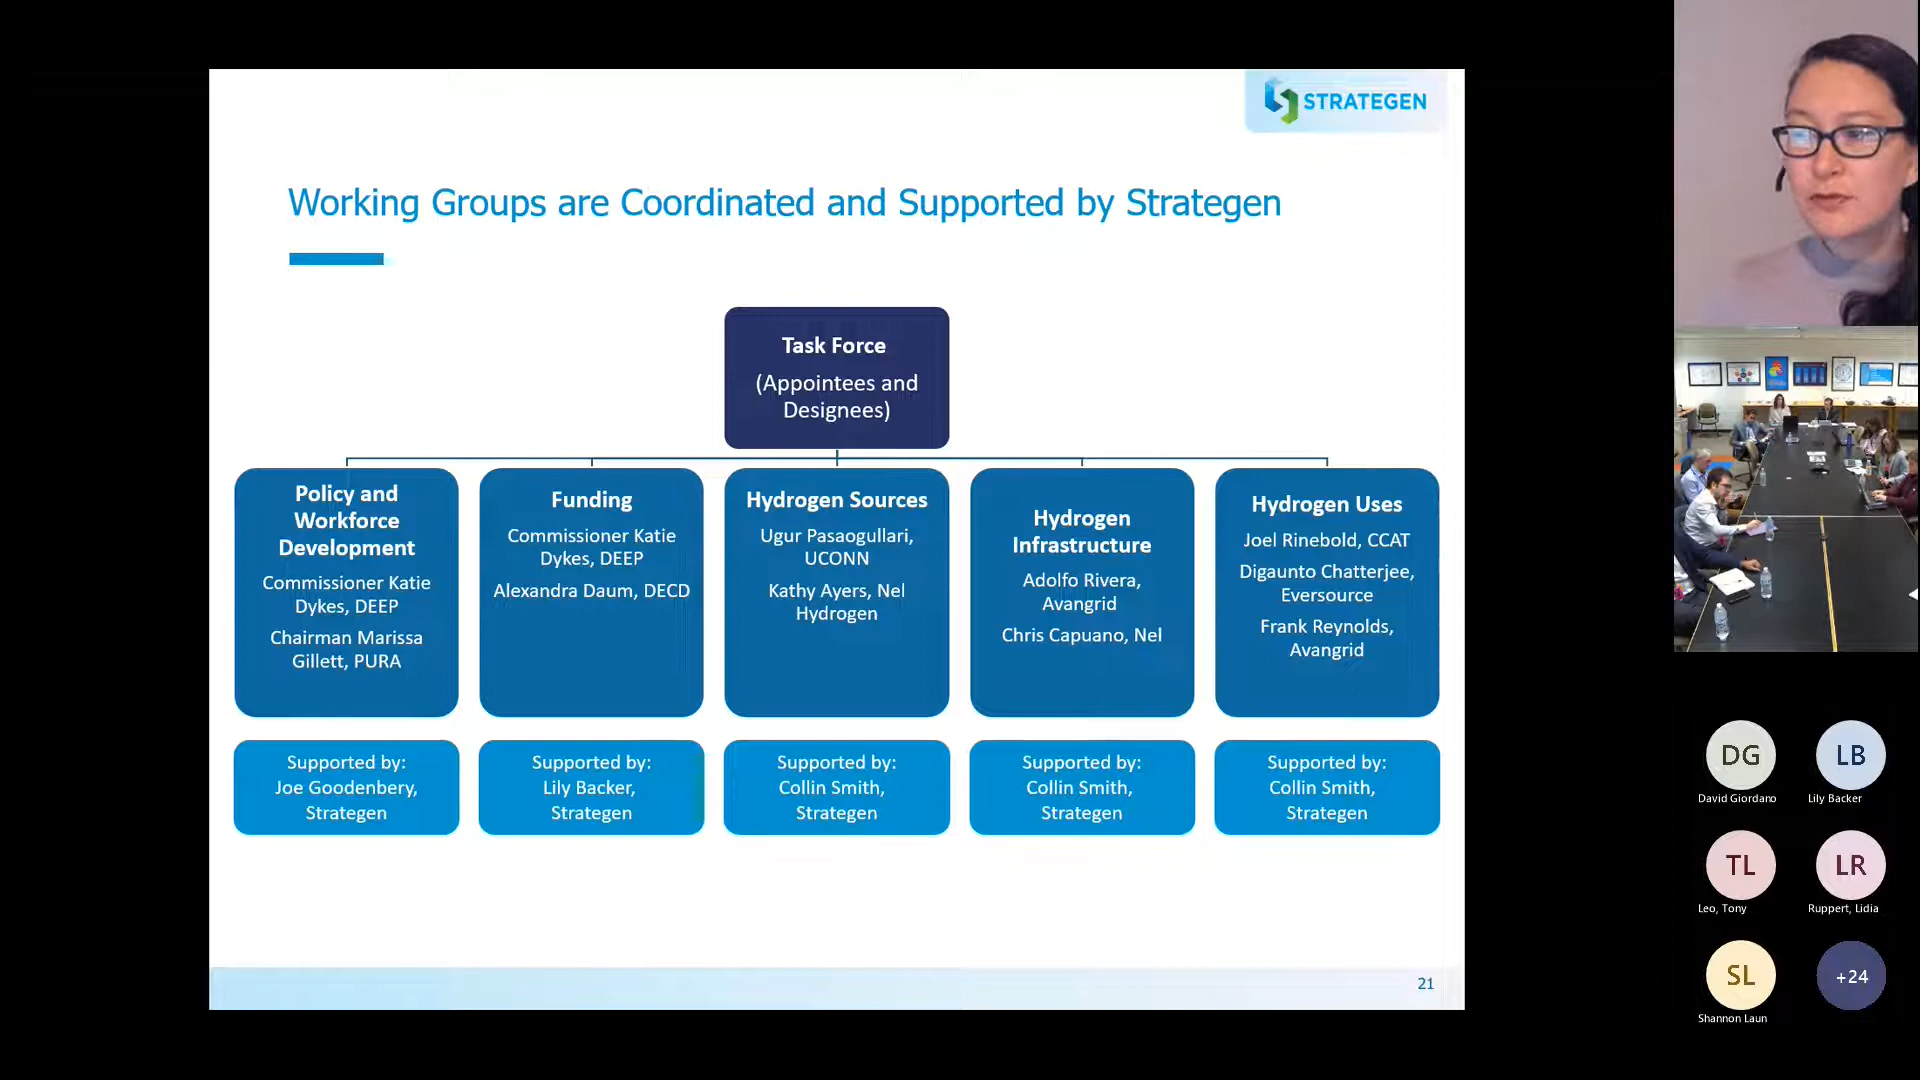 STRATEGEN
Working Groups are Coordinated and Supported by Strategen
Task Force
(Appointees and
Designees)
Policy and
Workforce
Development
Commissioner Katie
Dykes, DEEP
Chairman Marissa
Gillett, PURA
Funding
Commissioner Katie
Dykes, DEEP
Alexandra Daum, DECD
Hydrogen Sources
Ugur Pasaogullari,
UCONN
Kathy Ayers, Nel
Hydrogen
Hydrogen
Infrastructure
Adolfo Rivera,
Avangrid
Chris Capuano, Nel
Hydrogen Uses
Joel Rinebold, CCAT
Digaunto Chatterjee,
Eversource
Frank Reynolds,
Avangrid
Supported by:
Joe Goodenbery,
Strategen
Supported by:
Lily Backer,
Strategen
Supported by:
Collin Smith,
Strategen
Supported by:
Collin Smith,
Strategen
Supported by:
Collin Smith,
Strategen
21
DG
David Giordano
LB
Lily Backer
TL
Leo, Tony
LR
Ruppert, Lidia
SL
Shannon Laun
+24